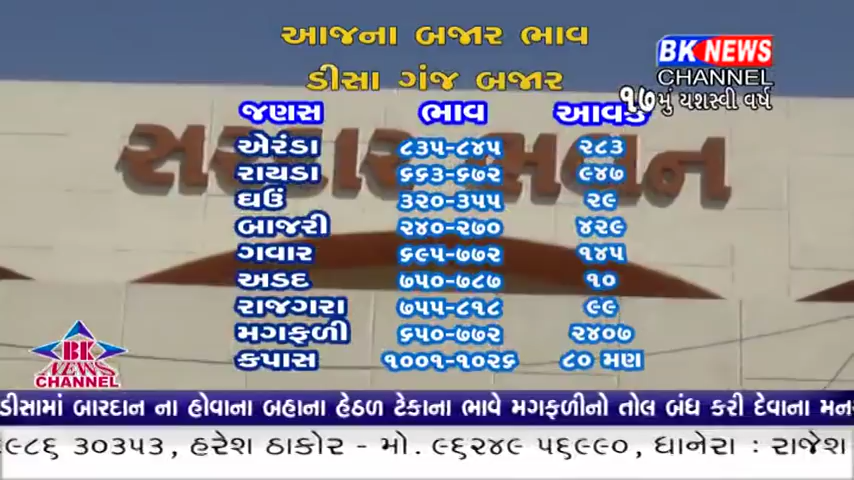 આજના બજાર ભાવ
ડીસા ગંજ બજાર
BK NEWS
CHANNEL
૧૭મું યશસ્વી વર્ષ
જણસ ભાવ આવક
એરંડા ૮૩૫-૮૪૫ ૨૮૩
રાયડા ૬૬૩-૬૭૨ ૯૪૭
ઘઉં ૩૨૦-૩૫૫ ૨૯
બાજરી ૨૪૦-૨૭૦ ૪૨૯
ગવાર ૬૯૫-૭૭૨ ૧૪૫
અડદ ૭૫૦-૭૮૭ ૧૦
રાજગરા ૭૫૫-૮૧૮ ૯૯
મગફળી ૬૫૦-૭૭૨ ૨૪૦૭
કપાસ ૧૦૦૧-૧૦૨૬ ૮૦ મણ
સરદાર ભવન
BK
NEWS
CHANNEL
ડીસામાં બારદાન ના હોવાના બહાના હેઠળ ટેકાના ભાવે મગફળીનો તોલ બંધ કરી દેવાના મન
૯૮૬ ૩૦૩૫૩, હરેશ ઠાકોર - મો. ૯૬૨૪૯ ૫૬૯૯૦, ધાનેરા : રાજેશ